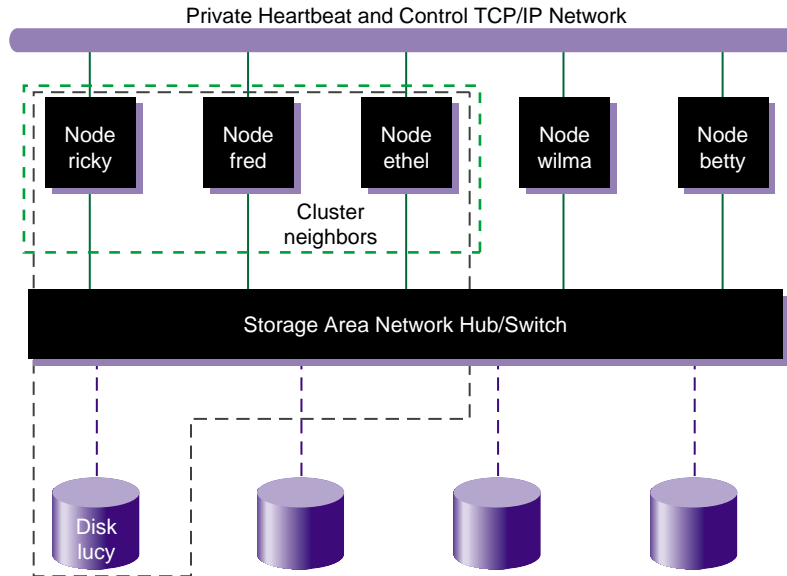 Private Heartbeat and Control TCP/IP Network
Node
ricky
Node
fred
Node
ethel
Node
wilma
Node
betty
Cluster
neighbors
Storage Area Network Hub/Switch
Disk
lucy